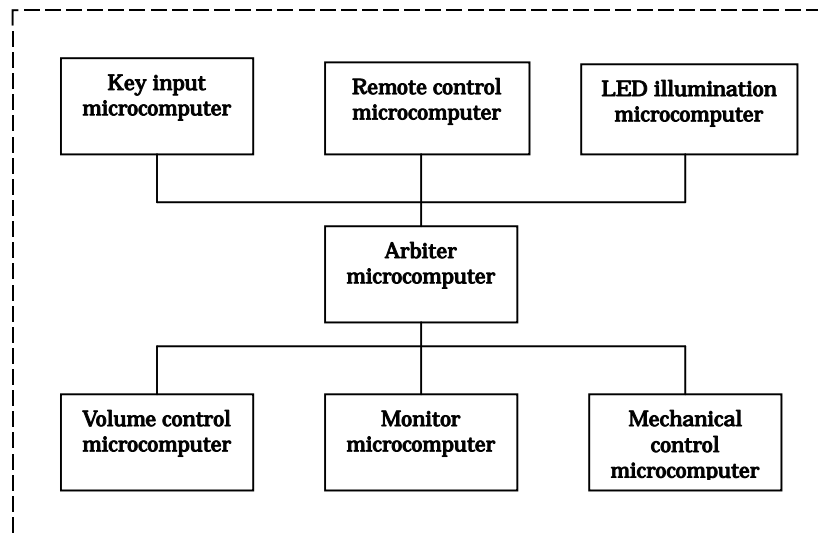 Key input
microcomputer
Remote control
microcomputer
LED illumination
microcomputer
Arbiter
microcomputer
Volume control
microcomputer
Monitor
microcomputer
Mechanical
control
microcomputer